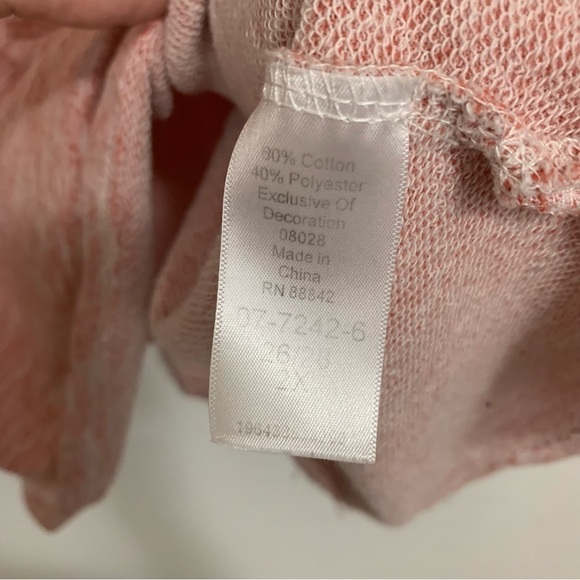 60% Cotton
40% Polyester
Exclusive Of
Decoration
08028
Made in
China
RN 88842
07-7242-6
26/28
2X